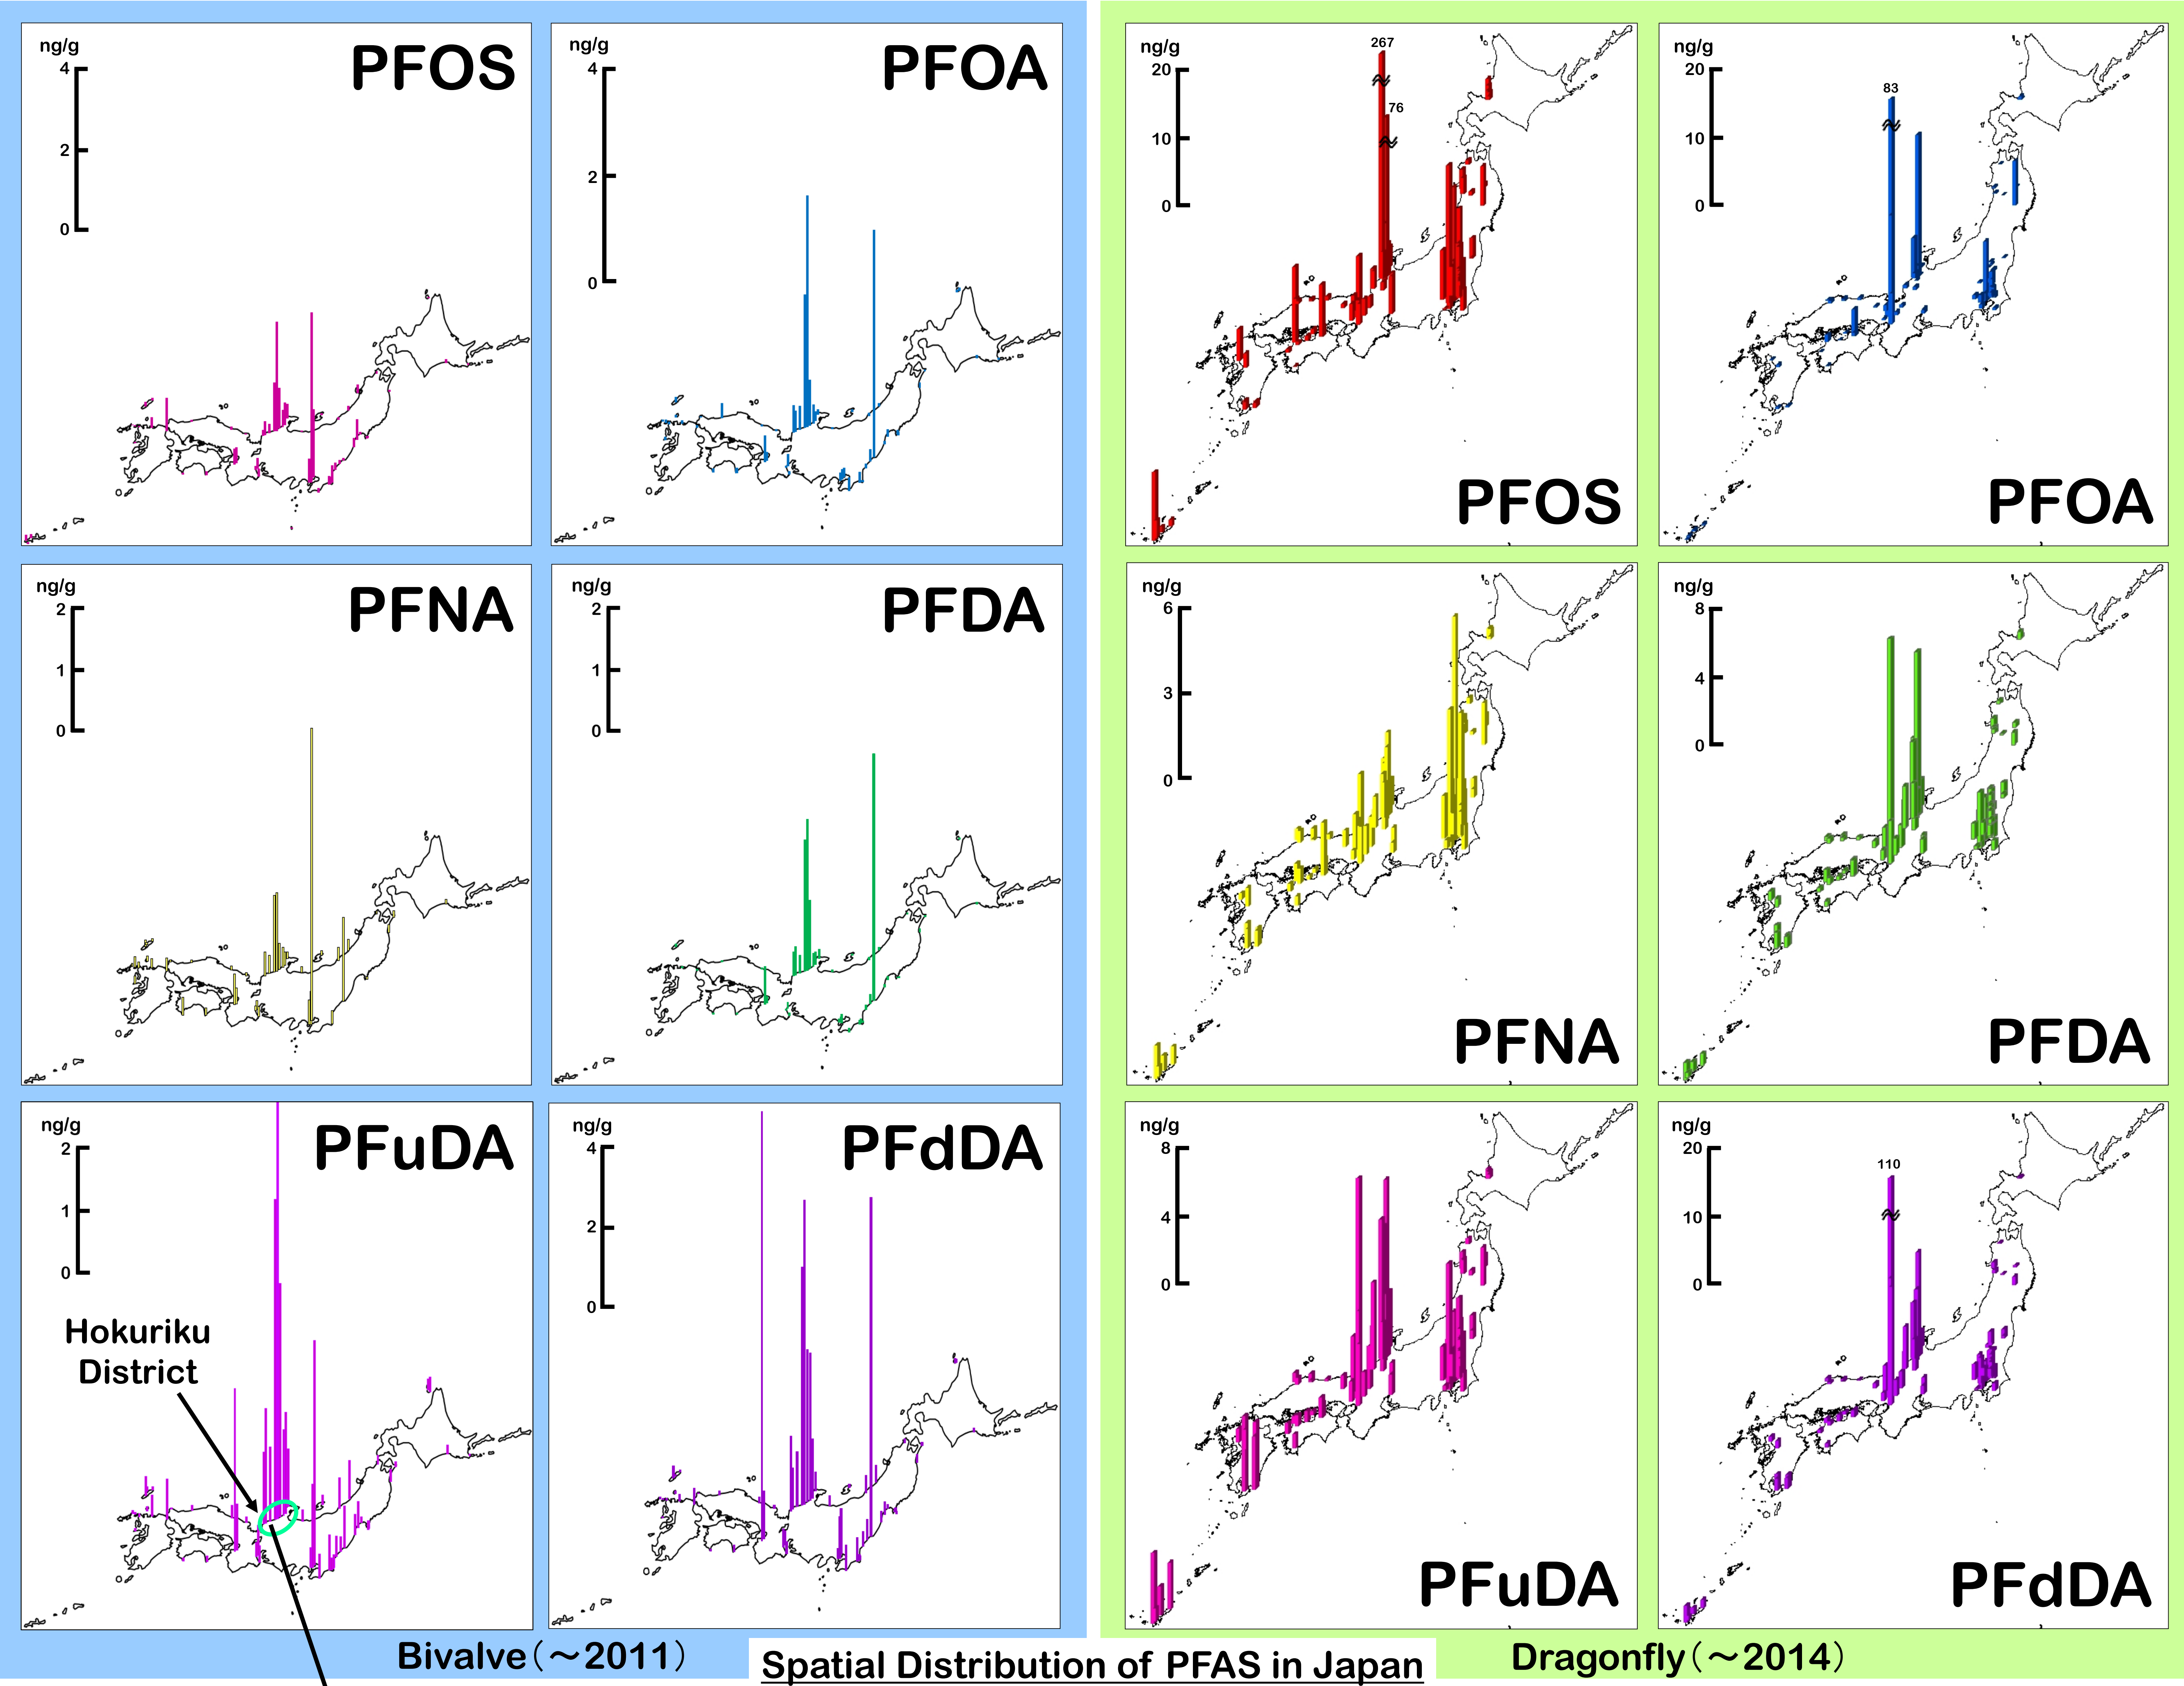 ng/g
PFOS
4
2
0
ng/g
PFOA
4
2
0
ng/g
PFOS
267
76
20
10
0
ng/g
PFOA
83
20
10
0
ng/g
PFNA
2
1
0
ng/g
PFDA
2
1
0
ng/g
6
3
0
PFNA
ng/g
8
4
0
PFDA
ng/g
PFuDA
2
1
0
Hokuriku
District
ng/g
PFdDA
4
2
0
ng/g
8
4
0
PFuDA
ng/g
110
20
10
0
PFdDA
Bivalve(～2011)
Spatial Distribution of PFAS in Japan
Dragonfly(～2014)